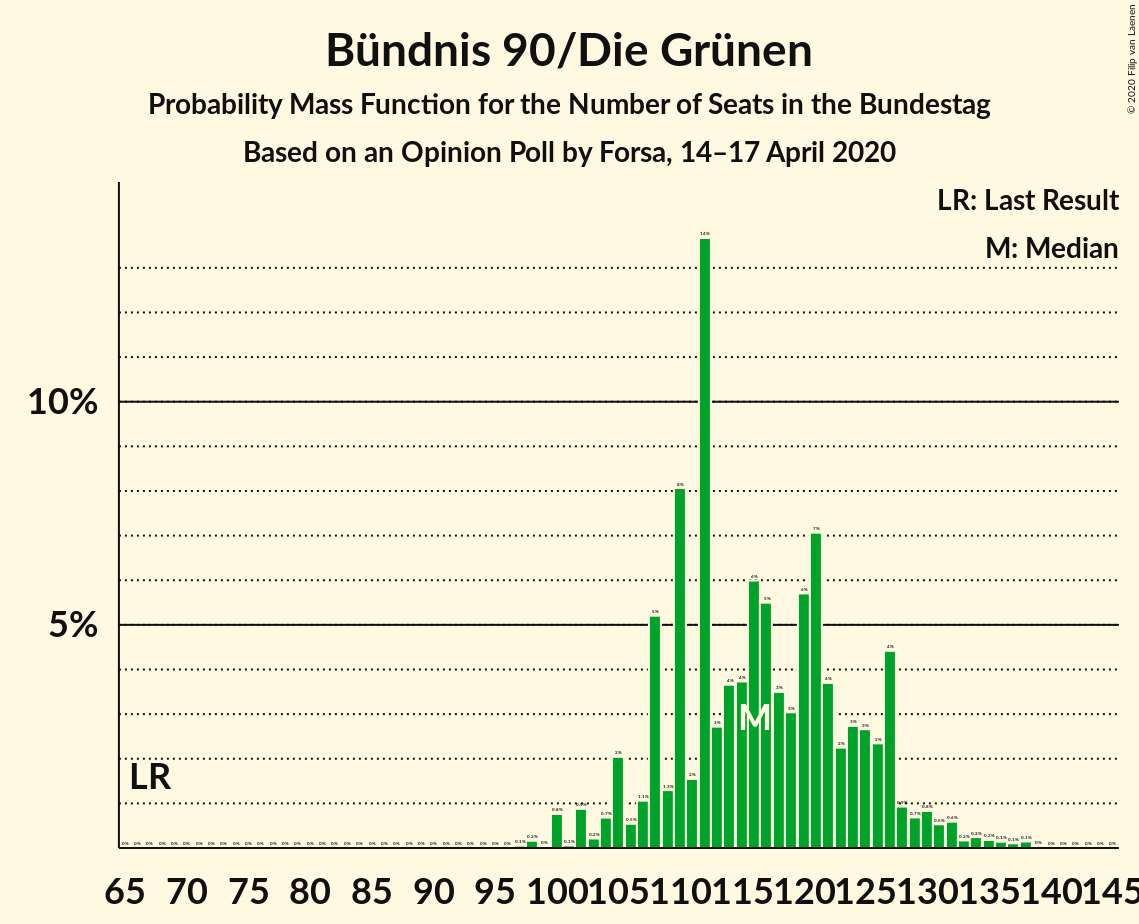 Bündnis 90/Die Grünen
Probability Mass Function for the Number of Seats in the Bundestag
Based on an Opinion Poll by Forsa, 14–17 April 2020
© 2020 Filip van Laenen
LR: Last Result
M: Median
10%
5%
LR
M
65 70 75 80 85 90 95 100 105 110 115 120 125 130 135 140 145